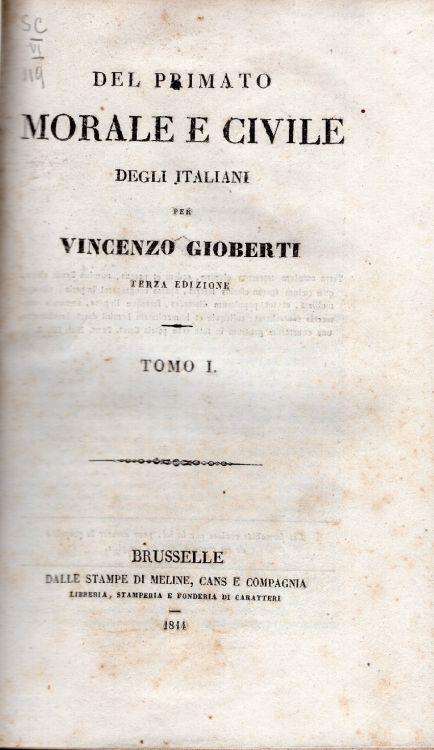 SC
VI
119
DEL PRIMATO
MORALE E CIVILE
DEGLI ITALIANI
PER
VINCENZO GIOBERTI
TERZA EDIZIONE
TOMO I.
BRUSSELLE
DALLE STAMPE DI MELINE, CANS E COMPAGNIA
LIBRERIA, STAMPERIA E FONDERIA DI CARATTERI
1844